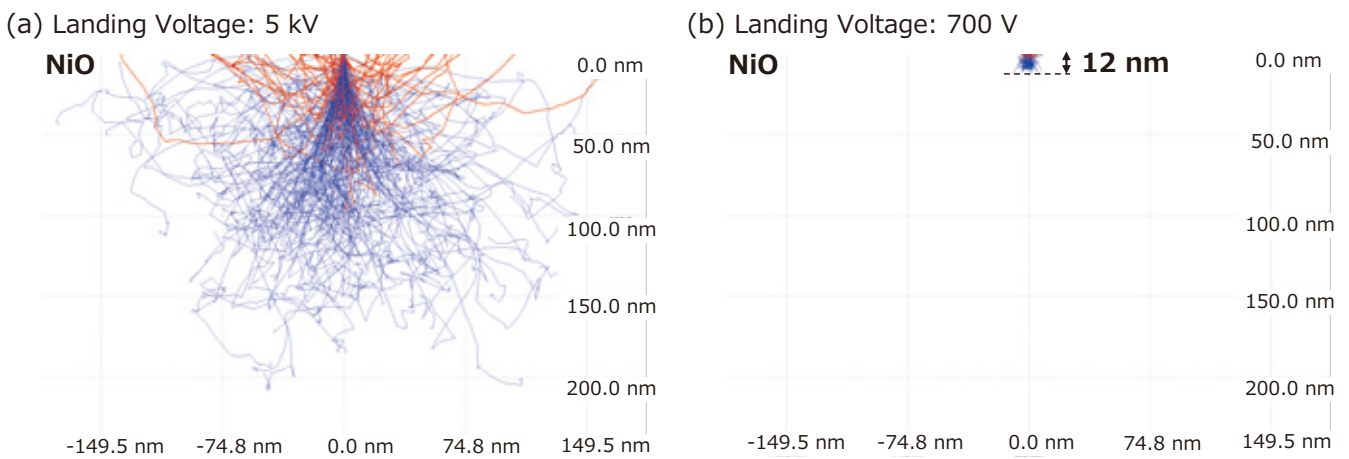 (a) Landing Voltage: 5 kV
NiO
0.0 nm
50.0 nm
100.0 nm
150.0 nm
200.0 nm
-149.5 nm -74.8 nm 0.0 nm 74.8 nm 149.5 nm
(b) Landing Voltage: 700 V
NiO
12 nm
0.0 nm
50.0 nm
100.0 nm
150.0 nm
200.0 nm
-149.5 nm -74.8 nm 0.0 nm 74.8 nm 149.5 nm